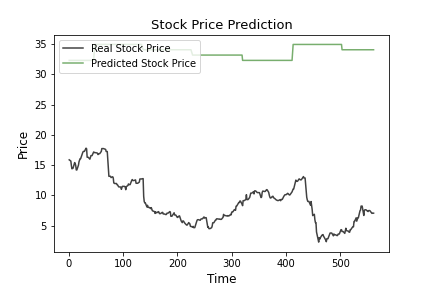 Stock Price Prediction
35
30
25
20
15
10
5
Price
Real Stock Price
Predicted Stock Price
0 100 200 300 400 500
Time